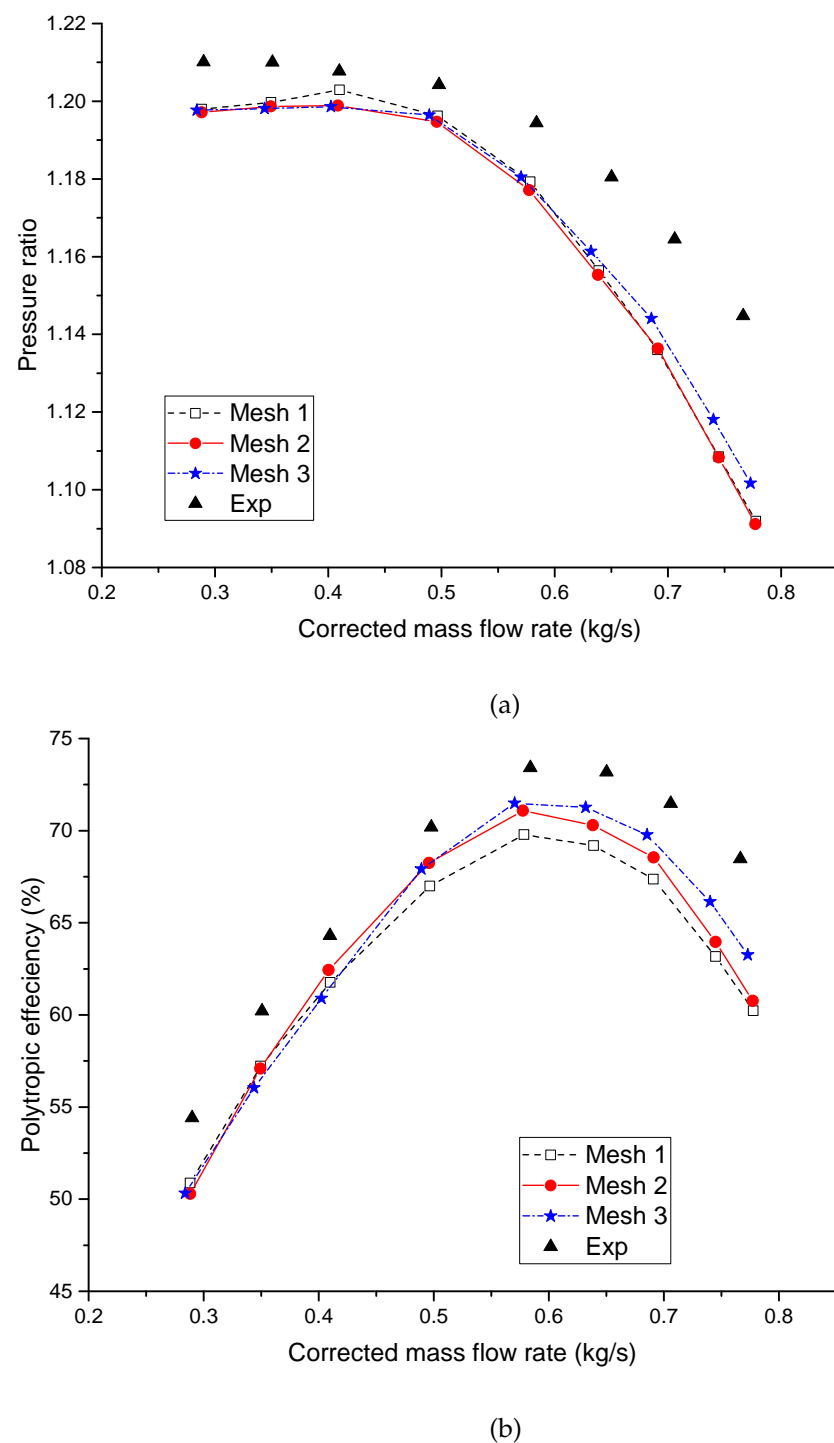 1.22
1.20
1.18
1.16
1.14
1.12
1.10
1.08
Pressure ratio
Mesh 1
Mesh 2
Mesh 3
Exp
0.2 0.3 0.4 0.5 0.6 0.7 0.8
Corrected mass flow rate (kg/s)
(a)
75
70
65
60
55
50
45
Polytropic effeciency (%)
Mesh 1
Mesh 2
Mesh 3
Exp
0.2 0.3 0.4 0.5 0.6 0.7 0.8
Corrected mass flow rate (kg/s)
(b)